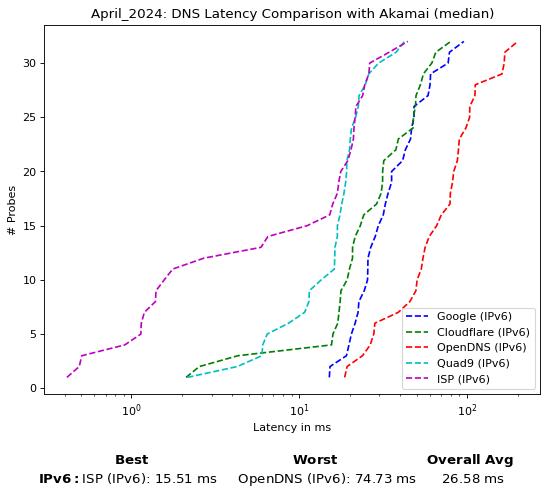 April_2024: DNS Latency Comparison with Akamai (median)
# Probes
30
25
20
15
10
5
0
Google (IPv6)
Cloudflare (IPv6)
OpenDNS (IPv6)
Quad9 (IPv6)
ISP (IPv6)
10^0 10^1 10^2
Latency in ms
Best Worst Overall Avg
IPv6: ISP (IPv6): 15.51 ms OpenDNS (IPv6): 74.73 ms 26.58 ms